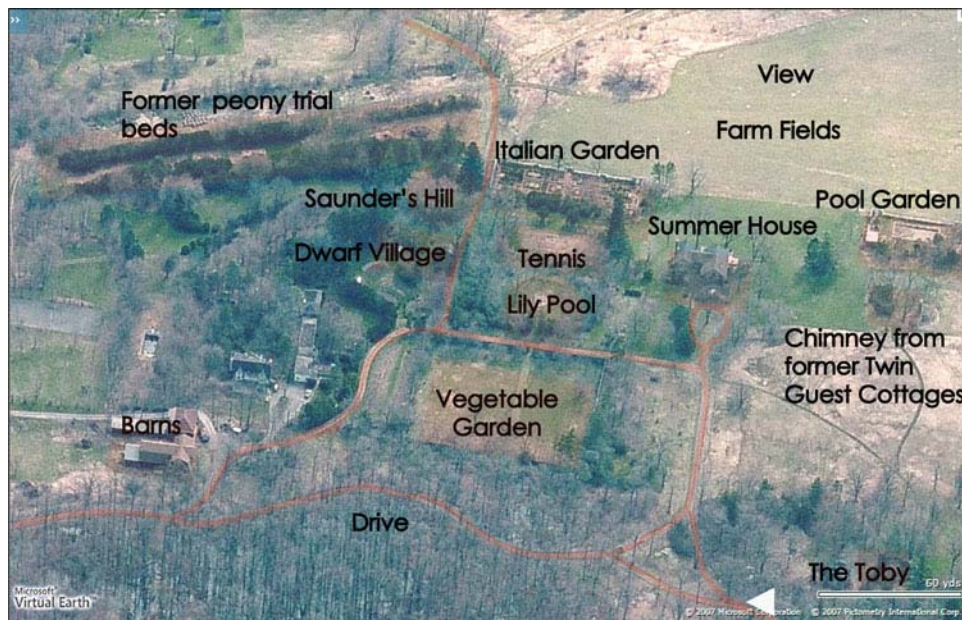 »
View
Former peony trial
beds
Farm Fields
Italian Garden
Saunder's Hill
Pool Garden
Summer House
Dwarf Village
Tennis
Lily Pool
Chimney from
former Twin
Guest Cottages
Vegetable
Garden
Barns
Drive
The Toby
60 yds
Microsoft
Virtual Earth™
© 2007 Microsoft Corporation © 2007 Pictometry International Corp.